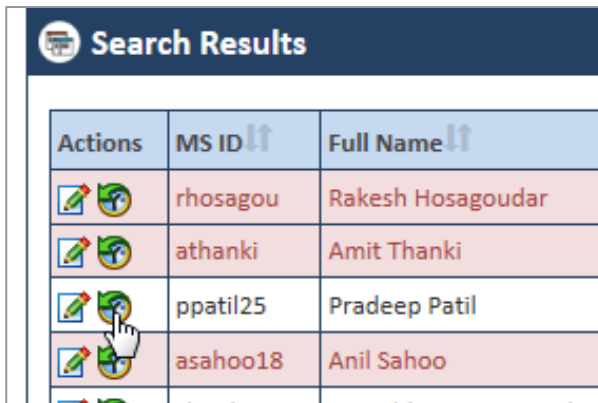 Search Results
Actions MS ID Full Name
rhosagou Rakesh Hosagoudar
athanki Amit Thanki
ppatil25 Pradeep Patil
asahoo18 Anil Sahoo